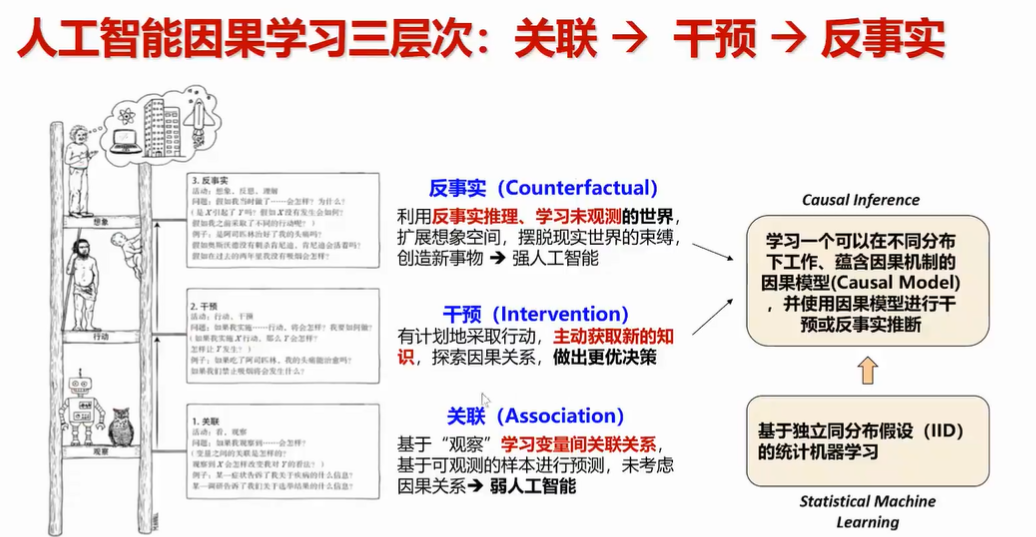 人工智能因果学习三层次：关联 → 干预 → 反事实
想象
行动
观察
3. 反事实
活动：想象、反思、理解
问题：假如我当时做了……会怎样？为什么？
（是X引起了Y吗？假如X没有发生会如何？
假如我之前采取了不同的行动呢？）
例子：是阿司匹林治好了我的头痛吗？
假如奥斯沃德没有刺杀肯尼迪，肯尼迪会活着吗？
假如在过去的两年里我没有吸烟会怎样？
2. 干预
活动：行动、干预
问题：如果我实施……行动，将会怎样？我要如何做？
（如果我实施X行动，那么Y会怎样？
怎样让Y发生？）
例子：如果吃了阿司匹林，我的头痛能治愈吗？
如果我们禁止吸烟将会发生什么？
1. 关联
活动：看、观察
问题：如果我观察到……会怎样？
（变量之间的关联是怎样的？
观察到X会怎样改变我对Y的看法？）
例子：某一症状告诉了我关于疾病的什么信息？
某一调研告诉了我们关于选举结果的什么信息？
反事实（Counterfactual）
利用反事实推理、学习未观测的世界，
扩展想象空间，摆脱现实世界的束缚，
创造新事物 → 强人工智能
干预（Intervention）
有计划地采取行动，主动获取新的知
识，探索因果关系，做出更优决策
关联（Association）
基于“观察”学习变量间关联关系，
基于可观测的样本进行预测，未考虑
因果关系→ 弱人工智能
Causal Inference
学习一个可以在不同分布
下工作、蕴含因果机制的
因果模型(Causal Model)
，并使用因果模型进行干
预或反事实推断
基于独立同分布假设（IID）
的统计机器学习
Statistical Machine
Learning